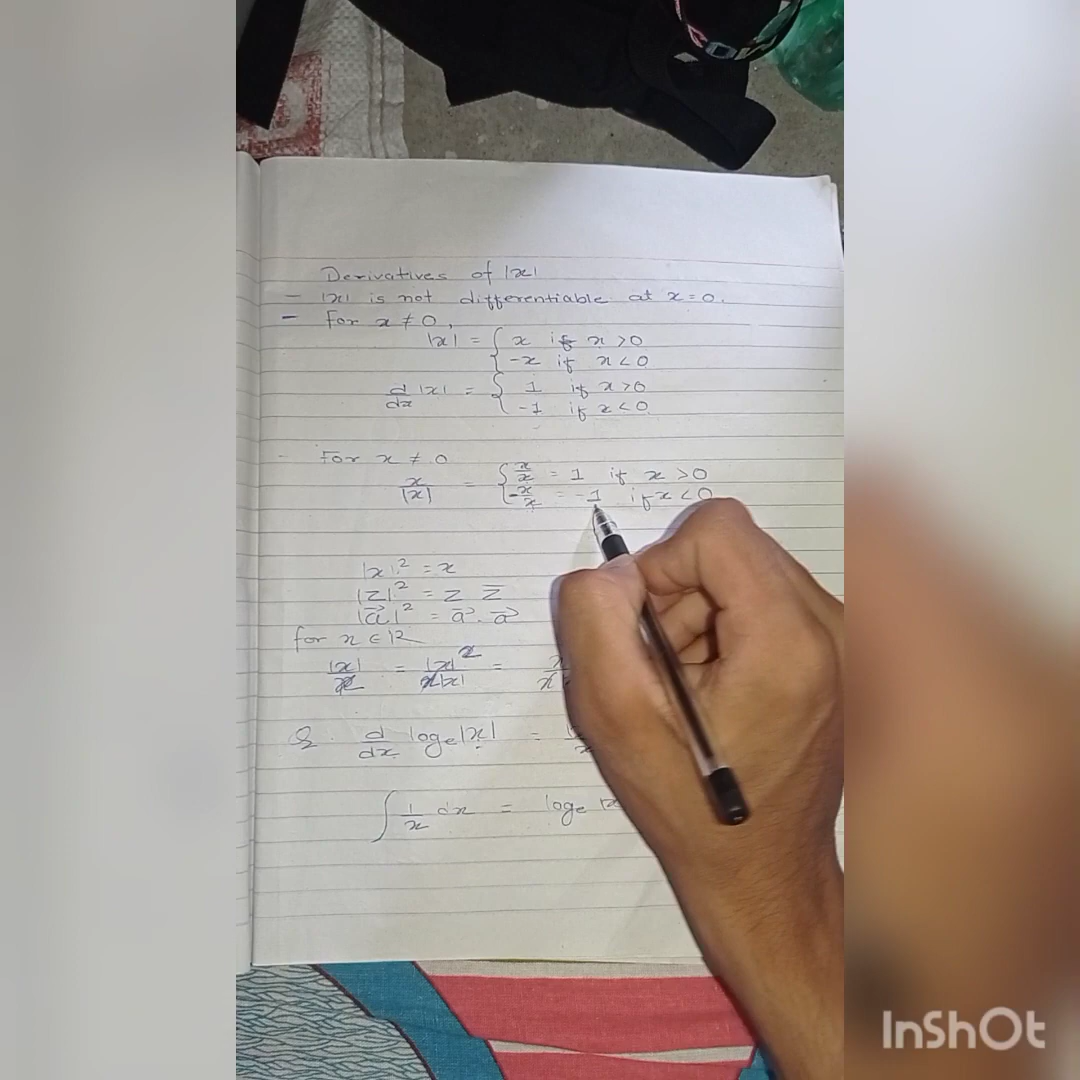 Derivatives of |x|
- |x| is not differentiable at x=0.
- For x ≠ 0,
|x| = { x if x >0
-x if x <0
d/dx |x| = { 1 if x>0
-1 if x<0
- For x ≠ 0
x/|x| = { x/x = 1 if x >0
-x/x = -1 if x <0
|x|² = x
|z|² = z z̄
|a⃗|² = a⃗ . a⃗
for x ∈ R
|x|/x = |x|²/x|x| =
Q. d/dx logₑ|x| =
∫ 1/x dx = logₑ
InShOt